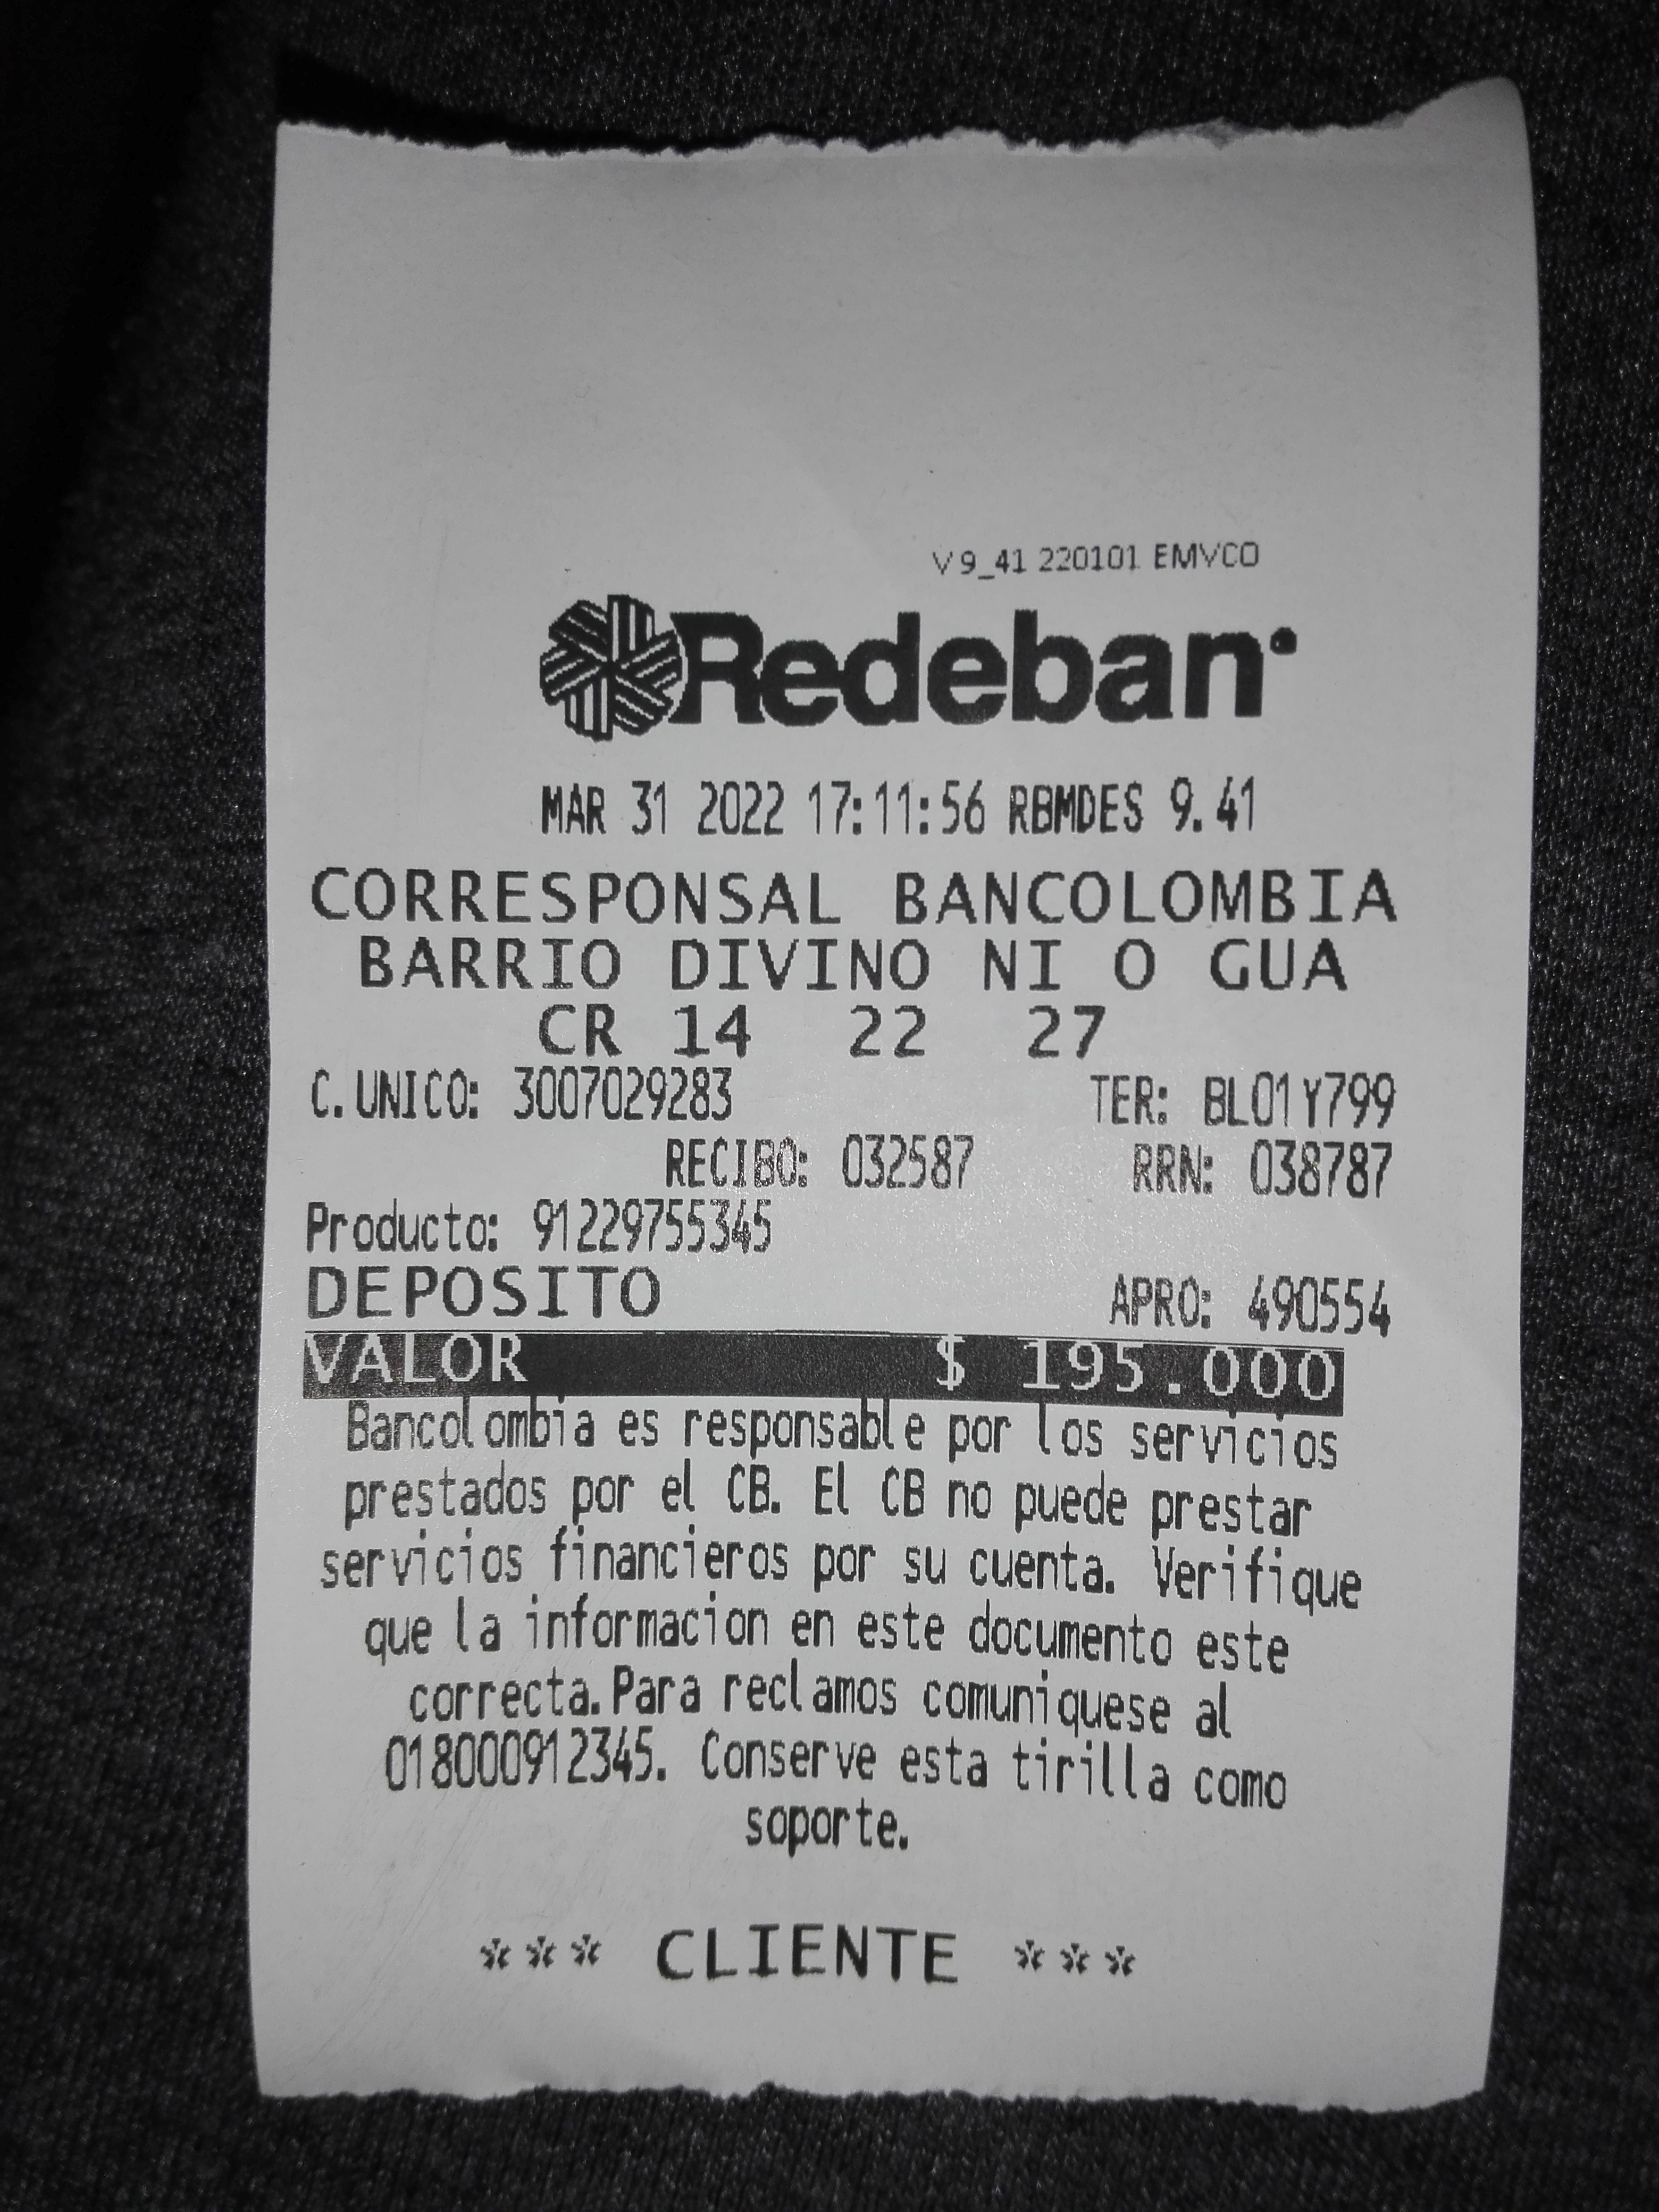 V 9_41 220101 EMVCO
Redeban
MAR 31 2022 17:11:56 RBMDES 9.41
CORRESPONSAL BANCOLOMBIA
BARRIO DIVINO NI O GUA
CR 14 22 27
C.UNICO: 3007029283 TER: BL01Y799
RECIBO: 032587 RRN: 038787
Producto: 91229755345
DEPOSITO APRO: 490554
VALOR $ 195.000
Bancolombia es responsable por los servicios
prestados por el CB. El CB no puede prestar
servicios financieros por su cuenta. Verifique
que la informacion en este documento este
correcta.Para reclamos comuniquese al
018000912345. Conserve esta tirilla como
soporte.
*** CLIENTE ***